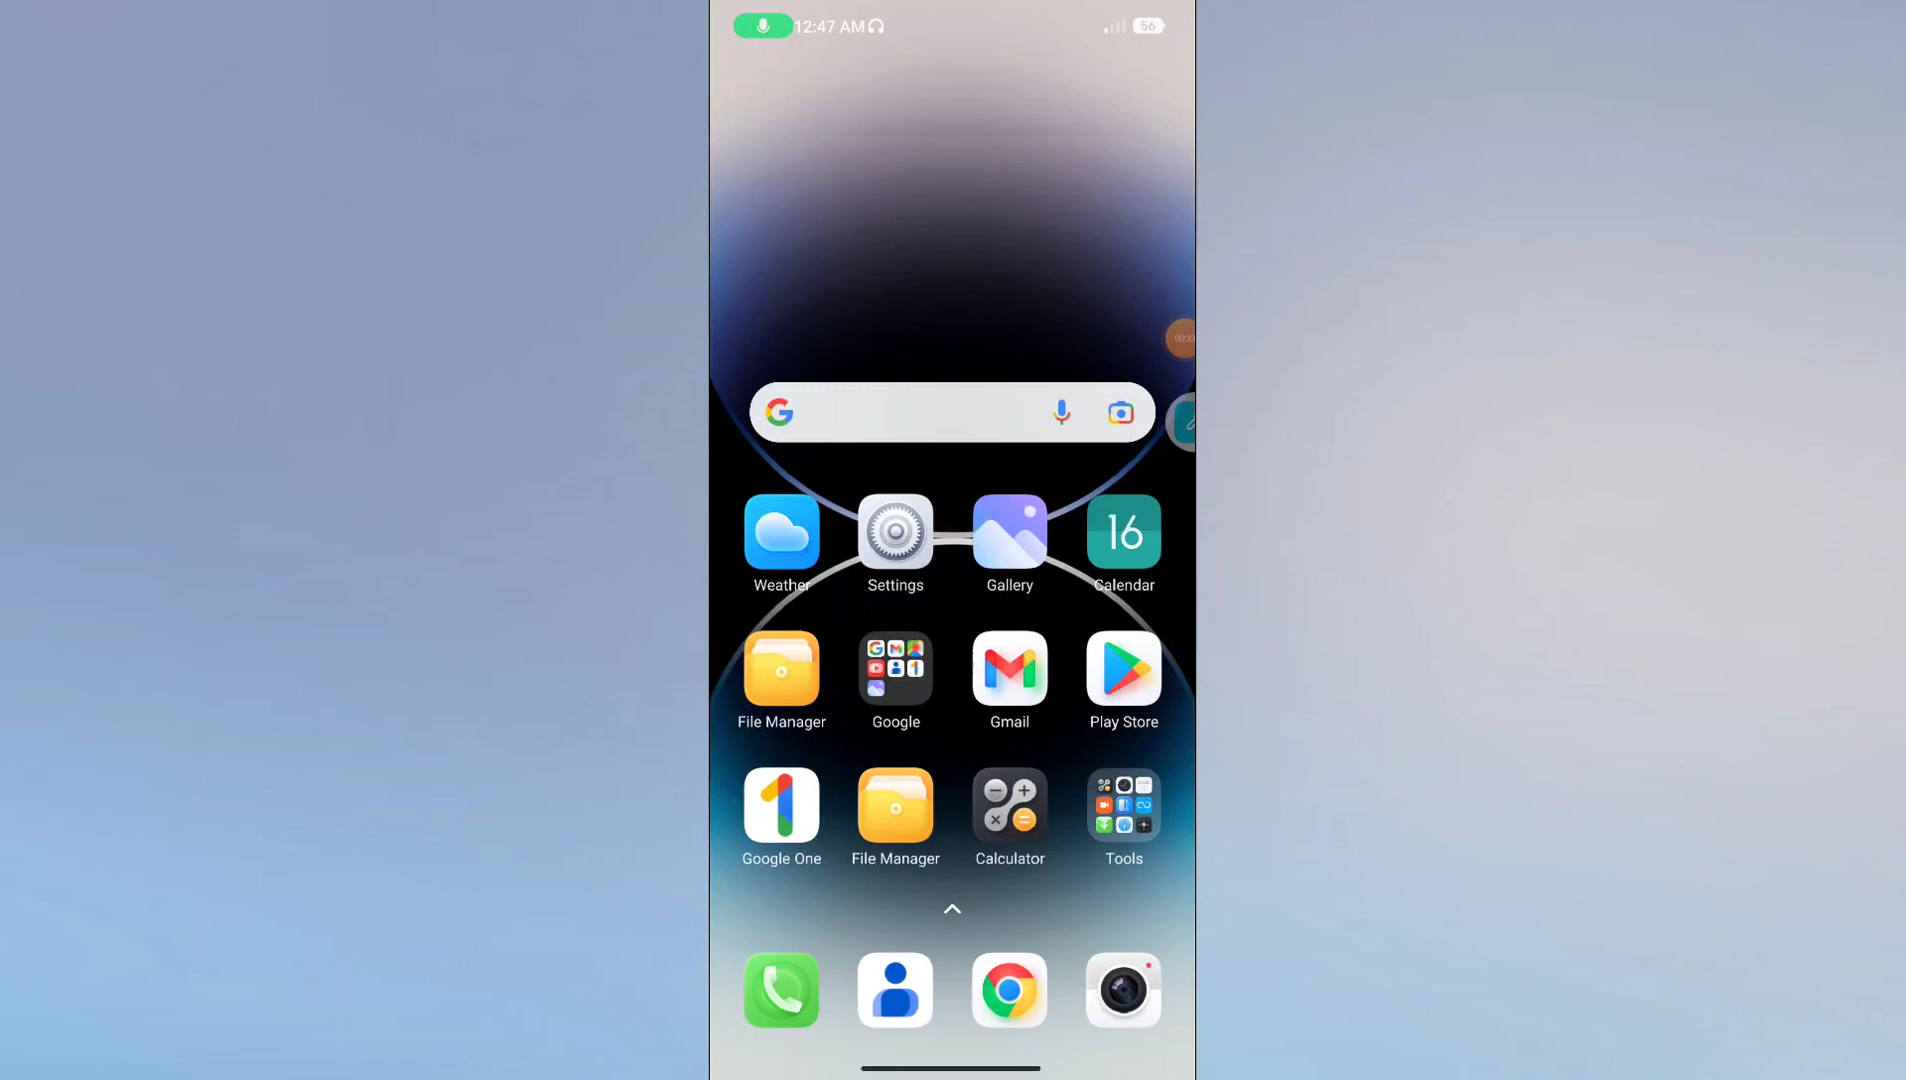 12:47 AM 56
Weather Settings Gallery 16 Calendar
File Manager Google Gmail Play Store
Google One File Manager Calculator Tools